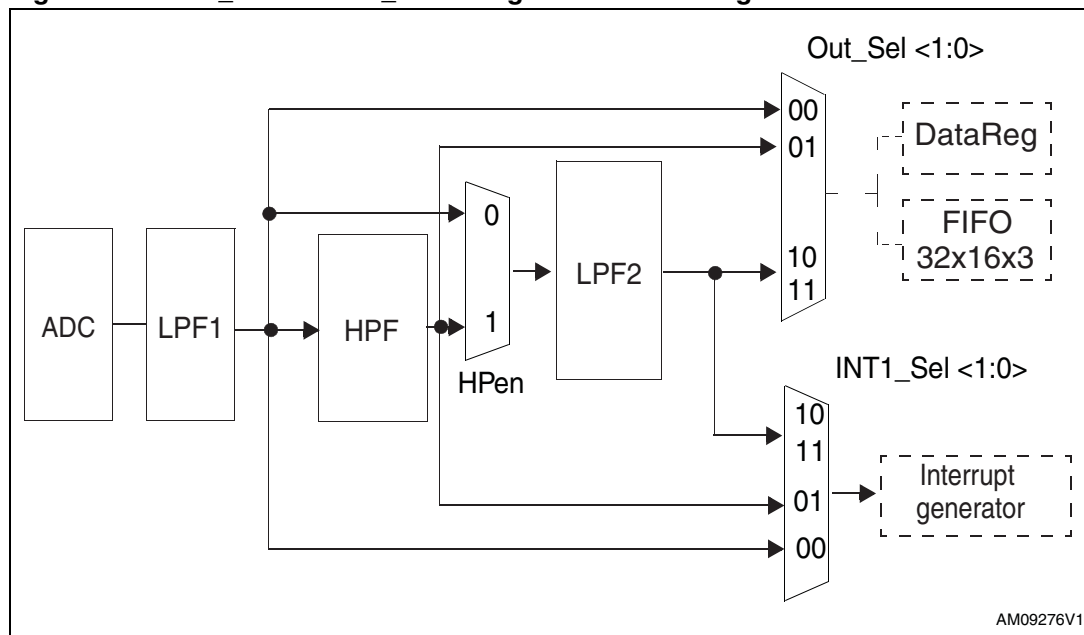 Out_Sel <1:0>
00
01
DataReg
0
FIFO
32x16x3
10
11
ADC
LPF1
HPF
1
LPF2
HPen
INT1_Sel <1:0>
10
11
01
00
Interrupt
generator
AM09276V1